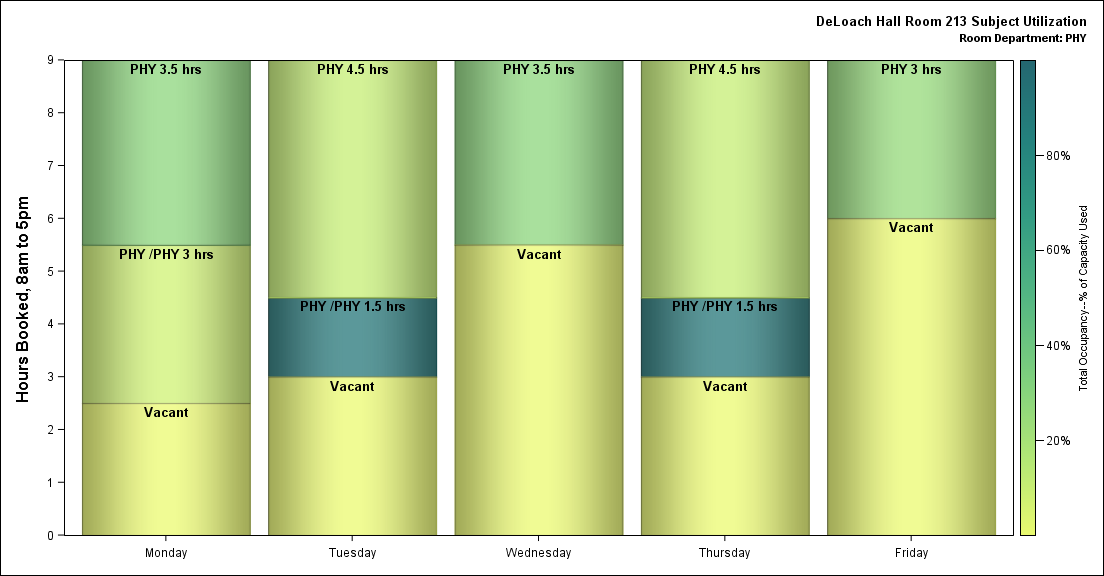 DeLoach Hall Room 213 Subject Utilization
Room Department: PHY
Hours Booked, 8am to 5pm
9
8
7
6
5
4
3
2
1
0
PHY 3.5 hrs
PHY /PHY 3 hrs
Vacant
PHY 4.5 hrs
PHY /PHY 1.5 hrs
Vacant
PHY 3.5 hrs
Vacant
PHY 4.5 hrs
PHY /PHY 1.5 hrs
Vacant
PHY 3 hrs
Vacant
Monday
Tuesday
Wednesday
Thursday
Friday
80%
60%
40%
20%
Total Occupancy--% of Capacity Used